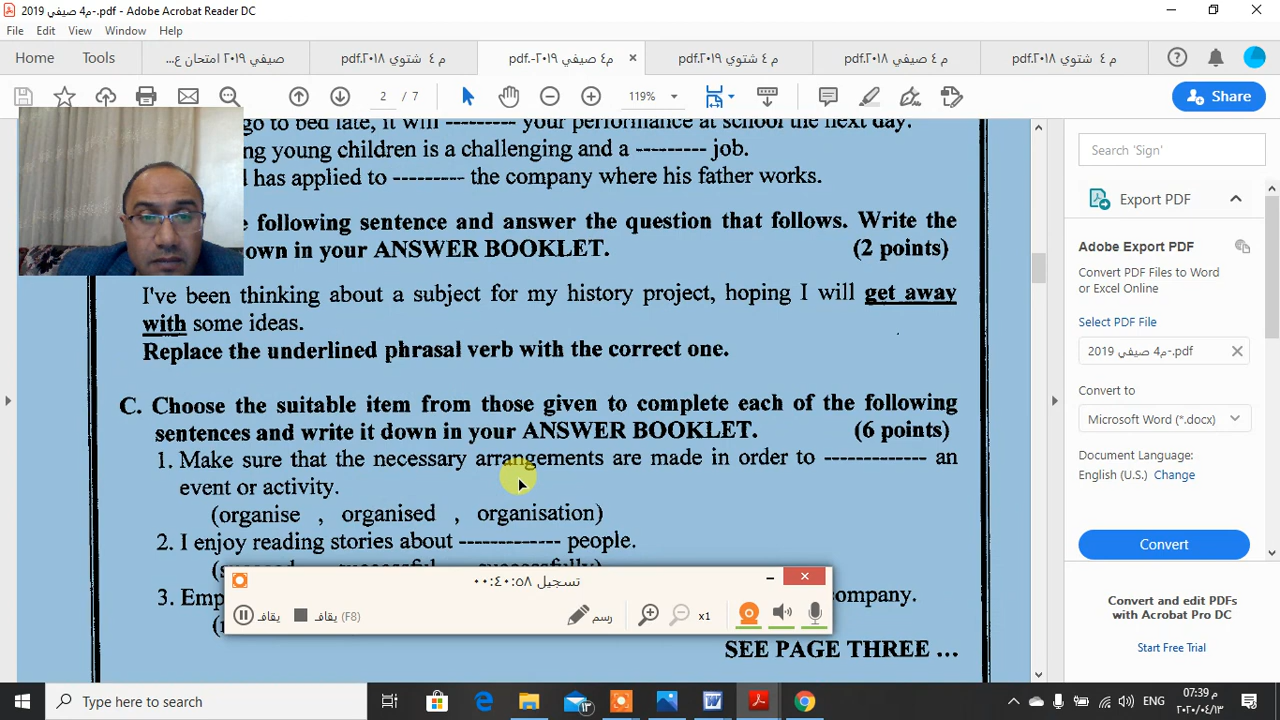 م4 صيفي 2019-.pdf - Adobe Acrobat Reader DC
File Edit View Window Help
Home Tools صيفي ٢٠١٩ امتحان ع... م ٤ شتوي ٢٠١٨.pdf م٤ صيفي ٢٠١٩-.pdf م ٤ شتوي ٢٠١٩.pdf م ٤ صيفي ٢٠١٨.pdf م ٤ شتوي ٢٠١٨.pdf
2 / 7 119% Share
go to bed late, it will --------- your performance at school the next day.
ng young children is a challenging and a --------- job.
has applied to --------- the company where his father works.
e following sentence and answer the question that follows. Write the
own in your ANSWER BOOKLET. (2 points)
I've been thinking about a subject for my history project, hoping I will get away
with some ideas.
Replace the underlined phrasal verb with the correct one.
C. Choose the suitable item from those given to complete each of the following
sentences and write it down in your ANSWER BOOKLET. (6 points)
1. Make sure that the necessary arrangements are made in order to ------------- an
event or activity.
(organise , organised , organisation)
2. I enjoy reading stories about ------------- people.
3. Emp
company.
SEE PAGE THREE ...
تسجيل ٠٠:٤٠:٥٨
يقاف يقاف (F8) رسم x1
Search 'Sign'
Export PDF
Adobe Export PDF
Convert PDF Files to Word
or Excel Online
Select PDF File
م4 صيفي 2019-.pdf
Convert to
Microsoft Word (*.docx)
Document Language:
English (U.S.) Change
Convert
Convert and edit PDFs
with Acrobat Pro DC
Start Free Trial
Type here to search
ENG
م 07:39
٢٠٢٠/٠٤/١٣